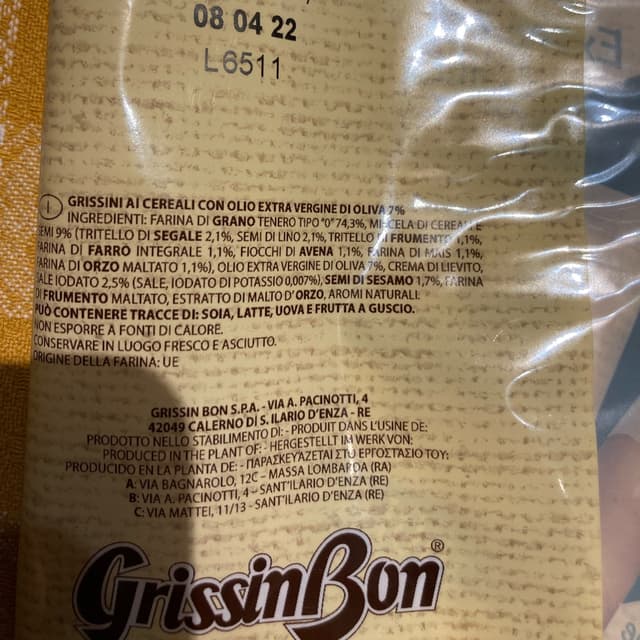 08 04 22
L6511
GRISSINI AI CEREALI CON OLIO EXTRA VERGINE DI OLIVA 7%
INGREDIENTI: FARINA DI GRANO TENERO TIPO "0" 74,3%, MISCELA DI CEREALI E
SEMI 9% (TRITELLO DI SEGALE 2,1%, SEMI DI LINO 2,1%, TRITELLO DI FRUMENTO 1,1%,
FARINA DI FARRO INTEGRALE 1,1%, FIOCCHI DI AVENA 1,1%, FARINA DI MAIS 1,1%,
FARINA DI ORZO MALTATO 1,1%), OLIO EXTRA VERGINE DI OLIVA 7%, CREMA DI LIEVITO,
SALE IODATO 2,5% (SALE, IODATO DI POTASSIO 0,007%), SEMI DI SESAMO 1,7%, FARINA
DI FRUMENTO MALTATO, ESTRATTO DI MALTO D'ORZO, AROMI NATURALI.
PUÒ CONTENERE TRACCE DI: SOIA, LATTE, UOVA E FRUTTA A GUSCIO.
NON ESPORRE A FONTI DI CALORE.
CONSERVARE IN LUOGO FRESCO E ASCIUTTO.
ORIGINE DELLA FARINA: UE
GRISSIN BON S.P.A. - VIA A. PACINOTTI, 4
42049 CALERNO DI S. ILARIO D'ENZA - RE
PRODOTTO NELLO STABILIMENTO DI: - PRODUIT DANS L'USINE DE:
PRODUCED IN THE PLANT OF: - HERGESTELLT IM WERK VON:
PRODUCIDO EN LA PLANTA DE: - ΠΑΡΑΣΚΕΥΑΖΕΤΑΙ ΣΤΟ ΕΡΓΟΣΤΑΣΙΟ ΤΟΥ:
A: VIA BAGNAROLO, 12C - MASSA LOMBARDA (RA)
B: VIA A. PACINOTTI, 4 - SANT'ILARIO D'ENZA (RE)
C: VIA MATTEI, 11/13 - SANT'ILARIO D'ENZA (RE)
GrissinBon®